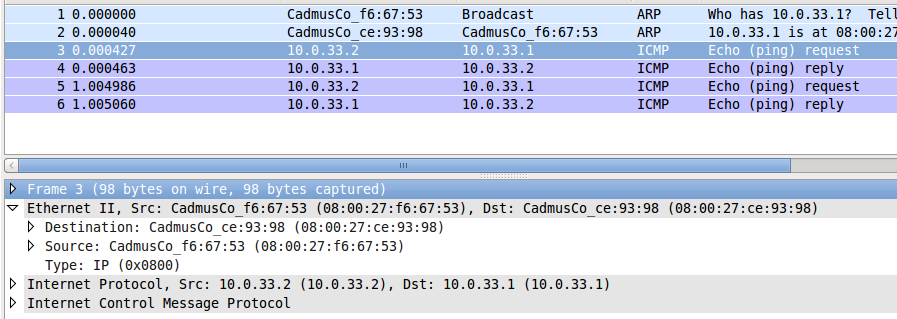 1 0.000000 CadmusCo_f6:67:53 Broadcast ARP Who has 10.0.33.1? Tell
2 0.000040 CadmusCo_ce:93:98 CadmusCo_f6:67:53 ARP 10.0.33.1 is at 08:00:27
3 0.000427 10.0.33.2 10.0.33.1 ICMP Echo (ping) request
4 0.000463 10.0.33.1 10.0.33.2 ICMP Echo (ping) reply
5 1.004986 10.0.33.2 10.0.33.1 ICMP Echo (ping) request
6 1.005060 10.0.33.1 10.0.33.2 ICMP Echo (ping) reply
Frame 3 (98 bytes on wire, 98 bytes captured)
Ethernet II, Src: CadmusCo_f6:67:53 (08:00:27:f6:67:53), Dst: CadmusCo_ce:93:98 (08:00:27:ce:93:98)
Destination: CadmusCo_ce:93:98 (08:00:27:ce:93:98)
Source: CadmusCo_f6:67:53 (08:00:27:f6:67:53)
Type: IP (0x0800)
Internet Protocol, Src: 10.0.33.2 (10.0.33.2), Dst: 10.0.33.1 (10.0.33.1)
Internet Control Message Protocol